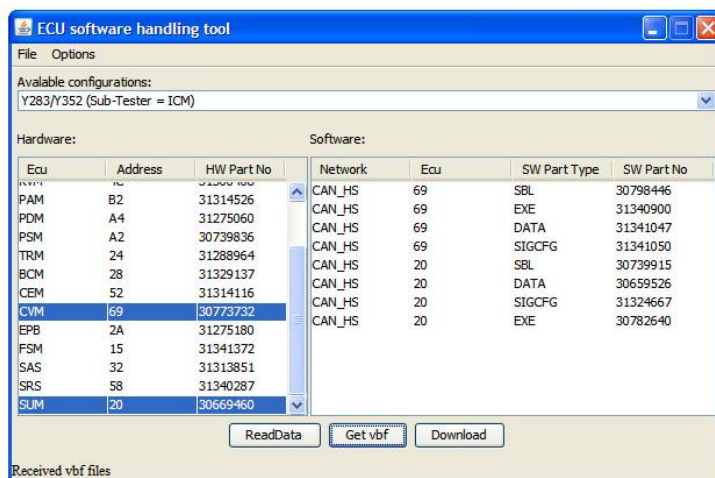 ECU software handling tool
File Options
Avalable configurations:
Y283/Y352 (Sub-Tester = ICM)
Hardware: Software:
Ecu Address HW Part No Network Ecu SW Part Type SW Part No
PAM B2 31314526 CAN_HS 69 SBL 30798446
PDM A4 31275060 CAN_HS 69 EXE 31340900
PSM A2 30739836 CAN_HS 69 DATA 31341047
TRM 24 31288964 CAN_HS 69 SIGCFG 31341050
BCM 28 31329137 CAN_HS 20 SBL 30739915
CEM 52 31314116 CAN_HS 20 DATA 30659526
CVM 69 30773732 CAN_HS 20 SIGCFG 31324667
EPB 2A 31275180 CAN_HS 20 EXE 30782640
FSM 15 31341372
SAS 32 31313851
SRS 58 31340287
SUM 20 30669460
ReadData Get vbf Download
Received vbf files